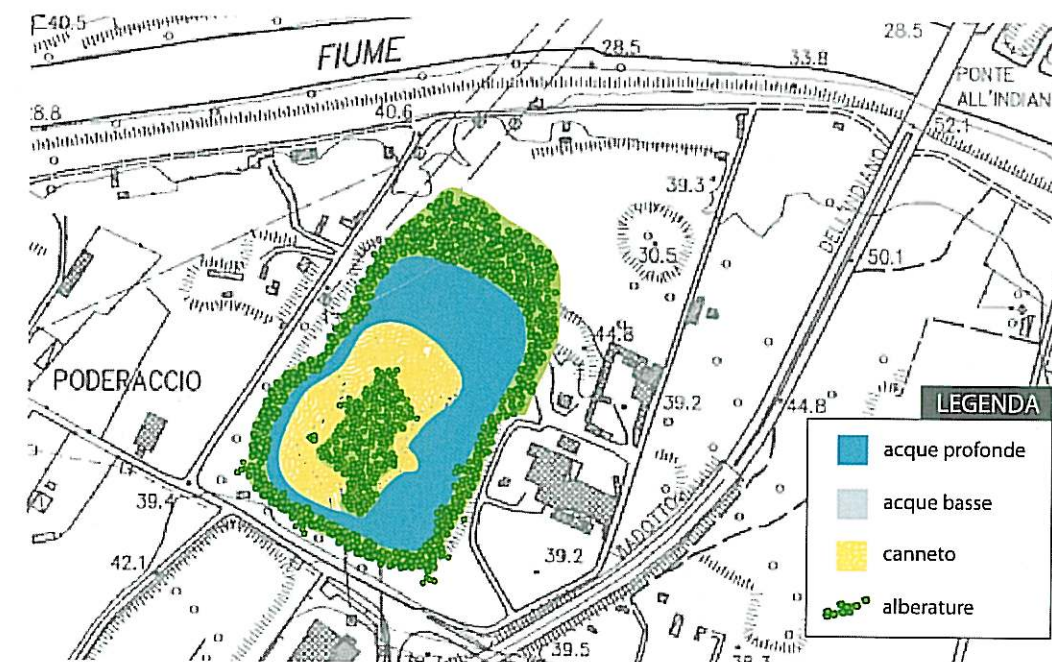 40.5
FIUME
28.5
28.5
33.8
PONTE
ALL'INDIAN
8.8
40.6
52.1
39.3
DELL'INDIANO
30.5
50.1
44.8
PODERACCIO
39.2
44.8
39.4
VIADOTTO
39.2
42.1
39.5
39.3
LEGENDA
acque profonde
acque basse
canneto
alberature